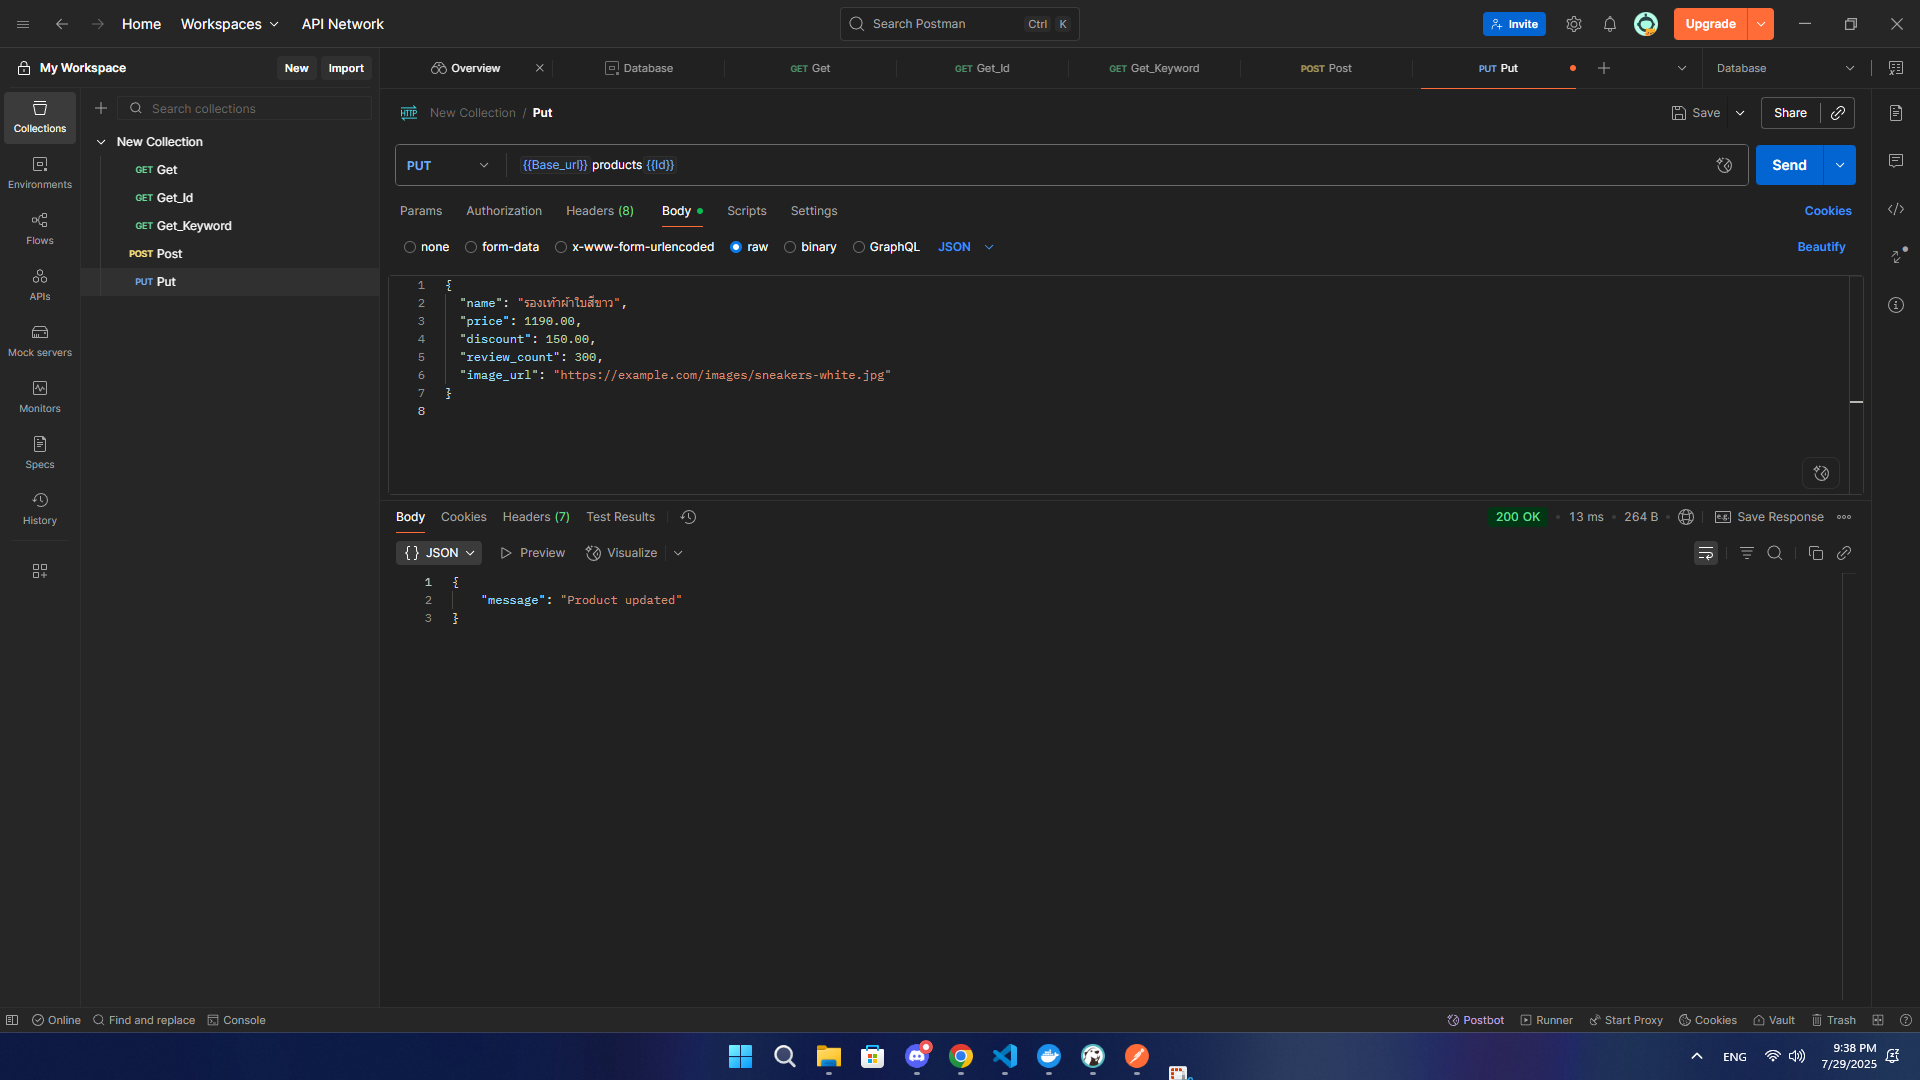 Home
Workspaces
API Network
Search Postman
Ctrl
K
Invite
Upgrade
My Workspace
New
Import
Overview
Database
GET Get
GET Get_Id
GET Get_Keyword
POST Post
PUT Put
Database
Collections
Environments
Flows
APIs
Mock servers
Monitors
Specs
History
Search collections
New Collection
GET Get
GET Get_Id
GET Get_Keyword
POST Post
PUT Put
HTTP
New Collection / Put
Save
Share
PUT
{{Base_url}} products {{Id}}
Send
Params
Authorization
Headers (8)
Body
Scripts
Settings
Cookies
none
form-data
x-www-form-urlencoded
raw
binary
GraphQL
JSON
Beautify
1 {
2 "name": "รองเท้าผ้าใบสีขาว",
3 "price": 1190.00,
4 "discount": 150.00,
5 "review_count": 300,
6 "image_url": "https://example.com/images/sneakers-white.jpg"
7 }
8
Body
Cookies
Headers (7)
Test Results
200 OK
13 ms
264 B
e.g.
Save Response
{} JSON
Preview
Visualize
1 {
2 "message": "Product updated"
3 }
Online
Find and replace
Console
Postbot
Runner
Start Proxy
Cookies
Vault
Trash
ENG
9:38 PM
7/29/2025